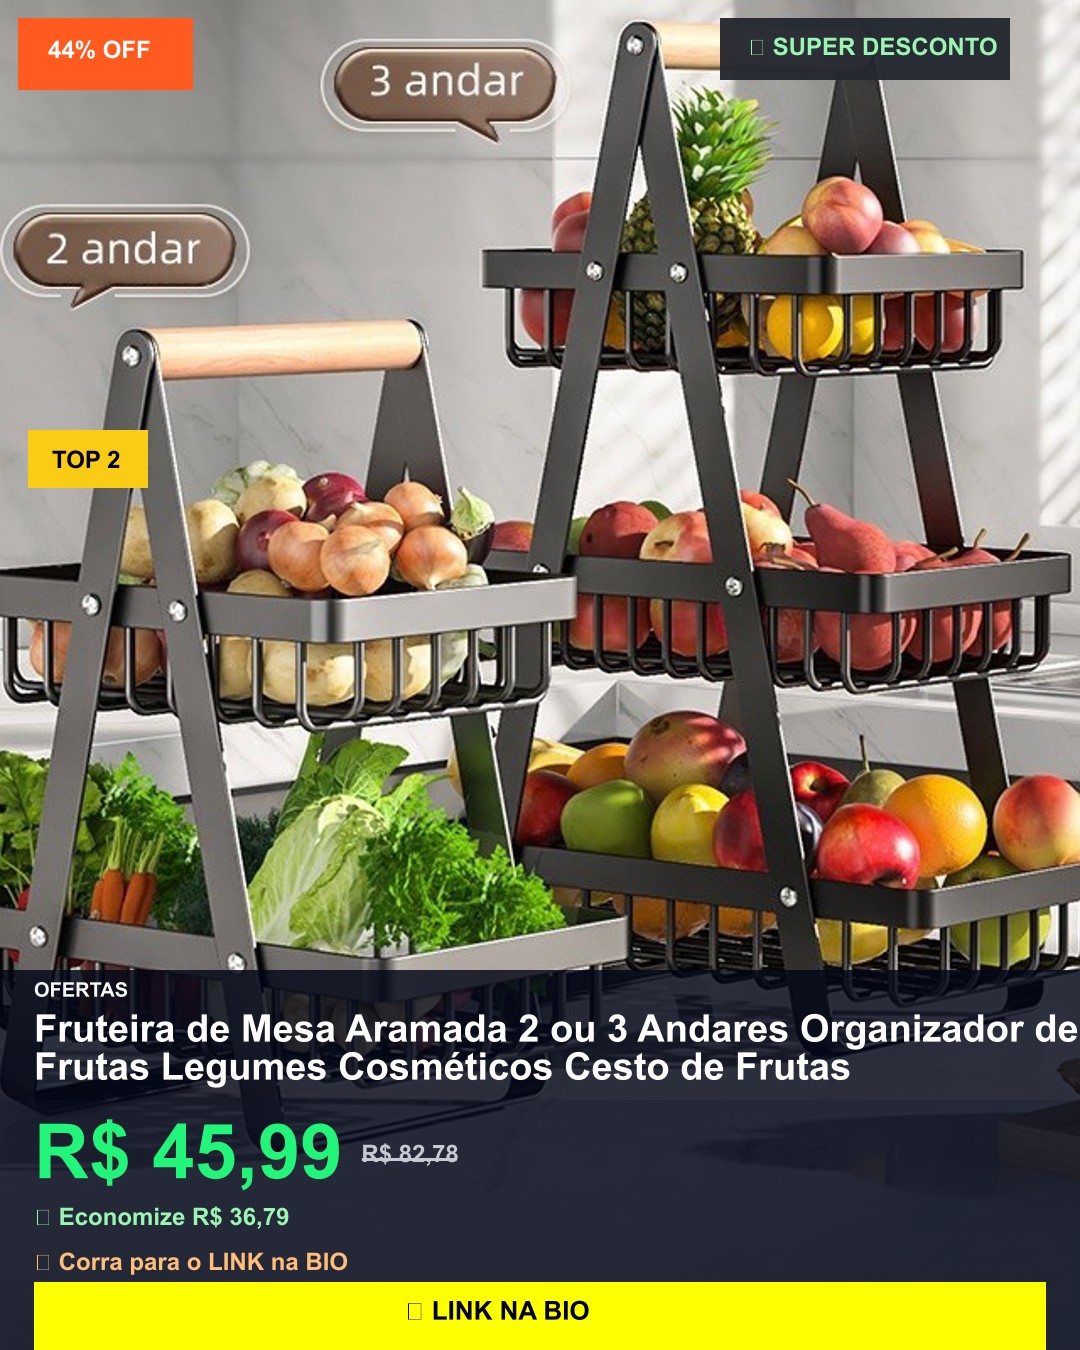 44% OFF
□ SUPER DESCONTO
3 andar
2 andar
TOP 2
OFERTAS
Fruteira de Mesa Aramada 2 ou 3 Andares Organizador de
Frutas Legumes Cosméticos Cesto de Frutas
R$ 45,99 R$ 82,78
□ Economize R$ 36,79
□ Corra para o LINK na BIO
□ LINK NA BIO